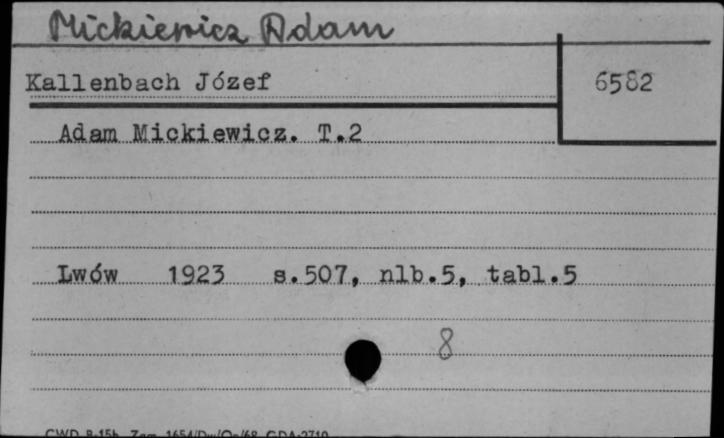 Mickiewicz Adam
Kallenbach Józef 6582
Adam Mickiewicz. T.2
Lwów 1923 s.507, nlb.5, tabl.5
8